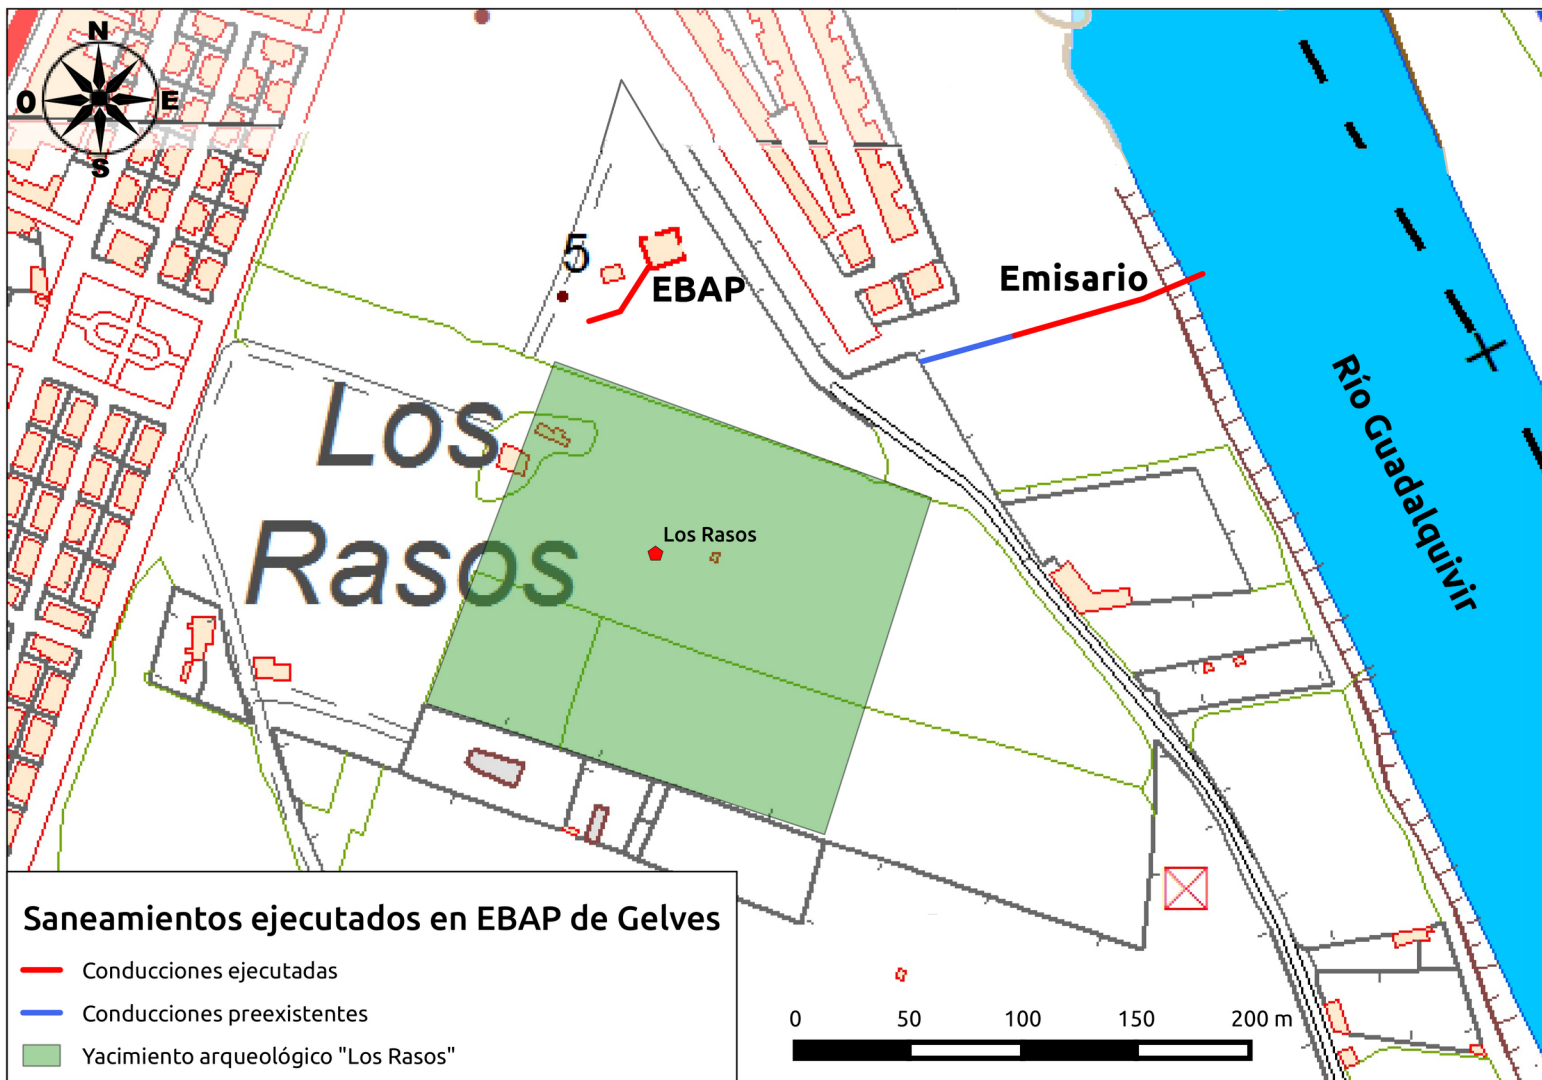 N
O
E
S
5
EBAP
Emisario
Río Guadalquivir
Los
Rasos
Los Rasos
Saneamientos ejecutados en EBAP de Gelves
Conducciones ejecutadas
Conducciones preexistentes
Yacimiento arqueológico "Los Rasos"
0 50 100 150 200 m